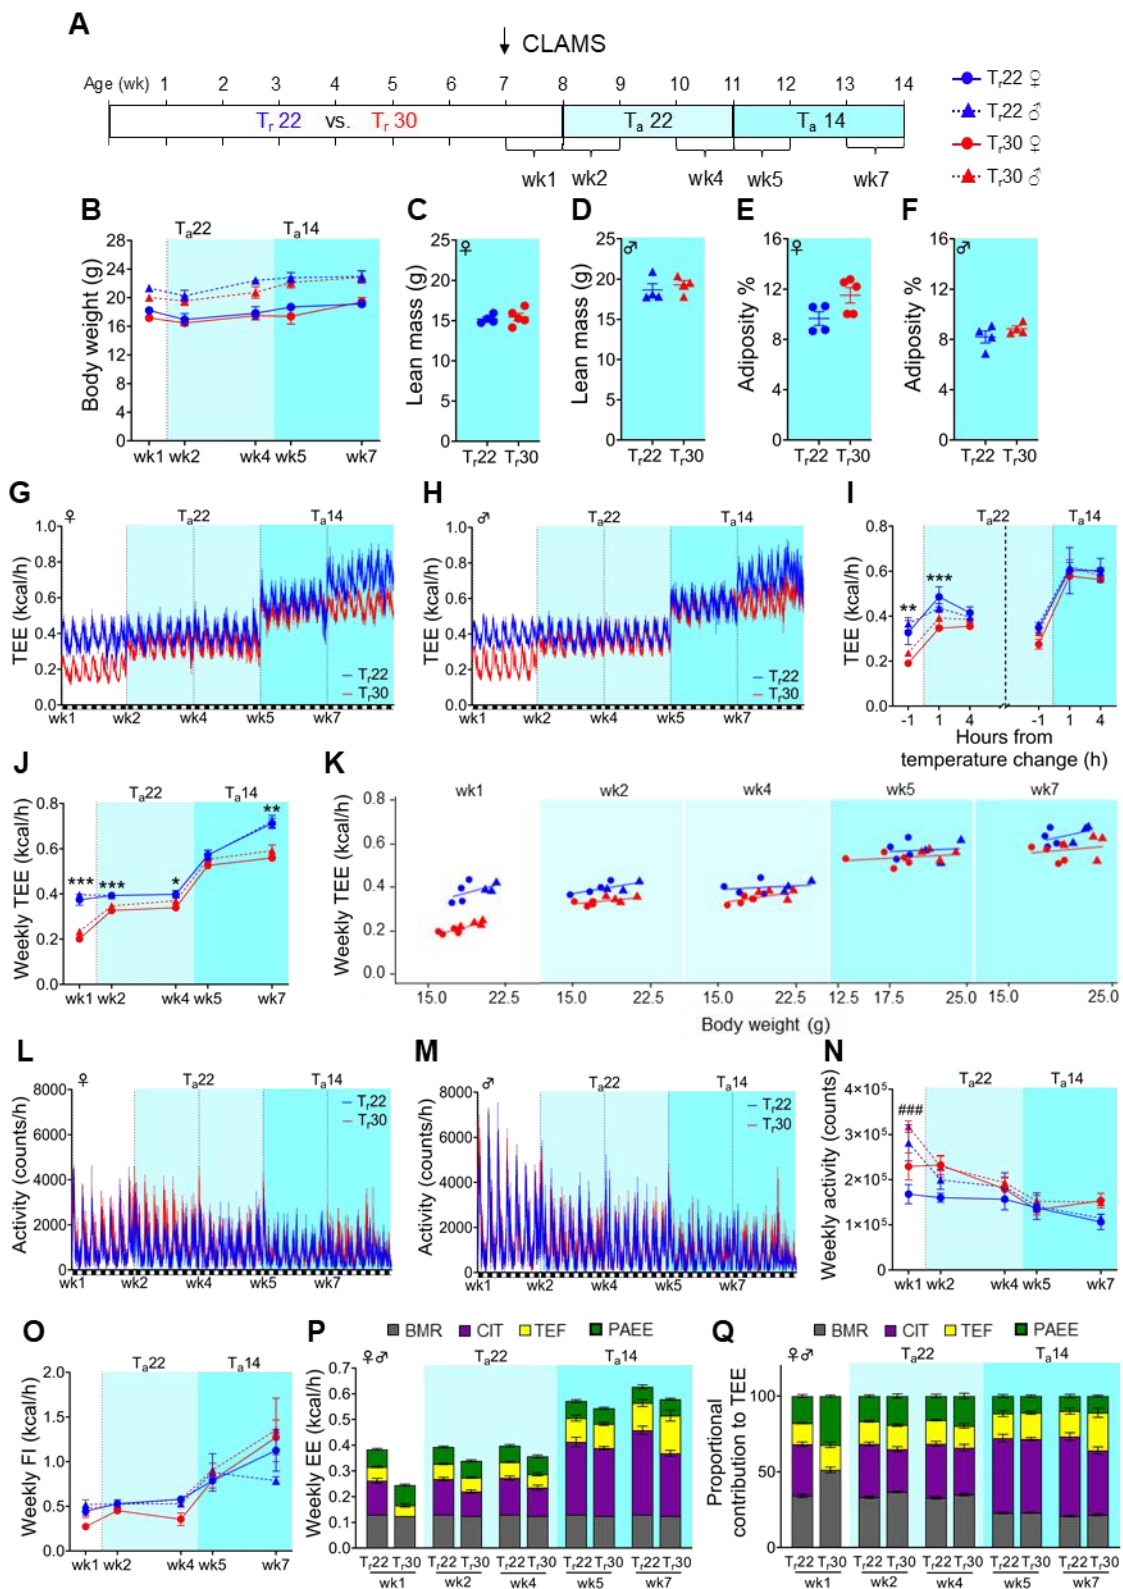 A
CLAMS
Age (wk) 1 2 3 4 5 6 7 8 9 10 11 12 13 14
Tr 22 vs. Tr 30 Ta 22 Ta 14
wk1 wk2 wk4 wk5 wk7
Tr22 ♀
Tr22 ♂
Tr30 ♀
Tr30 ♂
B
Ta22 Ta14
Body weight (g)
28
24
20
16
12
8
4
0
wk1 wk2 wk4 wk5 wk7
C
♀
Lean mass (g)
25
20
15
10
5
0
Tr22 Tr30
D
♂
Lean mass (g)
25
20
15
10
5
0
Tr22 Tr30
E
♀
Adiposity %
16
12
8
4
0
Tr22 Tr30
F
♂
Adiposity %
16
12
8
4
0
Tr22 Tr30
G
♀ Ta22 Ta14
TEE (kcal/h)
1.0
0.8
0.6
0.4
0.2
0.0
Tr22
Tr30
wk1 wk2 wk4 wk5 wk7
H
♂ Ta22 Ta14
TEE (kcal/h)
1.0
0.8
0.6
0.4
0.2
0.0
Tr22
Tr30
wk1 wk2 wk4 wk5 wk7
I
Ta22 Ta14
TEE (kcal/h)
0.8
0.6
0.4
0.2
0.0
** ***
-1 1 4 -1 1 4
Hours from
temperature change (h)
J
Ta22 Ta14
Weekly TEE (kcal/h)
0.8
0.6
0.4
0.2
0.0
*** *** * **
wk1 wk2 wk4 wk5 wk7
K
wk1 wk2 wk4 wk5 wk7
Weekly TEE (kcal/h)
0.8
0.6
0.4
0.2
0.0
15.0 22.5 15.0 22.5 15.0 22.5 12.5 17.5 25.0 15.0 25.0
Body weight (g)
L
♀ Ta22 Ta14
Activity (counts/h)
8000
6000
4000
2000
0
Tr22
Tr30
wk1 wk2 wk4 wk5 wk7
M
♂ Ta22 Ta14
Activity (counts/h)
8000
6000
4000
2000
0
Tr22
Tr30
wk1 wk2 wk4 wk5 wk7
N
Ta22 Ta14
Weekly activity (counts)
4×10⁵
3×10⁵
2×10⁵
1×10⁵
0
###
wk1 wk2 wk4 wk5 wk7
O
Ta22 Ta14
Weekly FI (kcal/h)
2.0
1.5
1.0
0.5
0.0
wk1 wk2 wk4 wk5 wk7
P
BMR CIT TEF PAEE
♀♂ Ta22 Ta14
Weekly EE (kcal/h)
0.7
0.6
0.5
0.4
0.3
0.2
0.1
0.0
Tr22 Tr30 Tr22 Tr30 Tr22 Tr30 Tr22 Tr30 Tr22 Tr30
wk1 wk2 wk4 wk5 wk7
Q
BMR CIT TEF PAEE
♀♂ Ta22 Ta14
Proportional
contribution to TEE
100
50
0
Tr22 Tr30 Tr22 Tr30 Tr22 Tr30 Tr22 Tr30 Tr22 Tr30
wk1 wk2 wk4 wk5 wk7